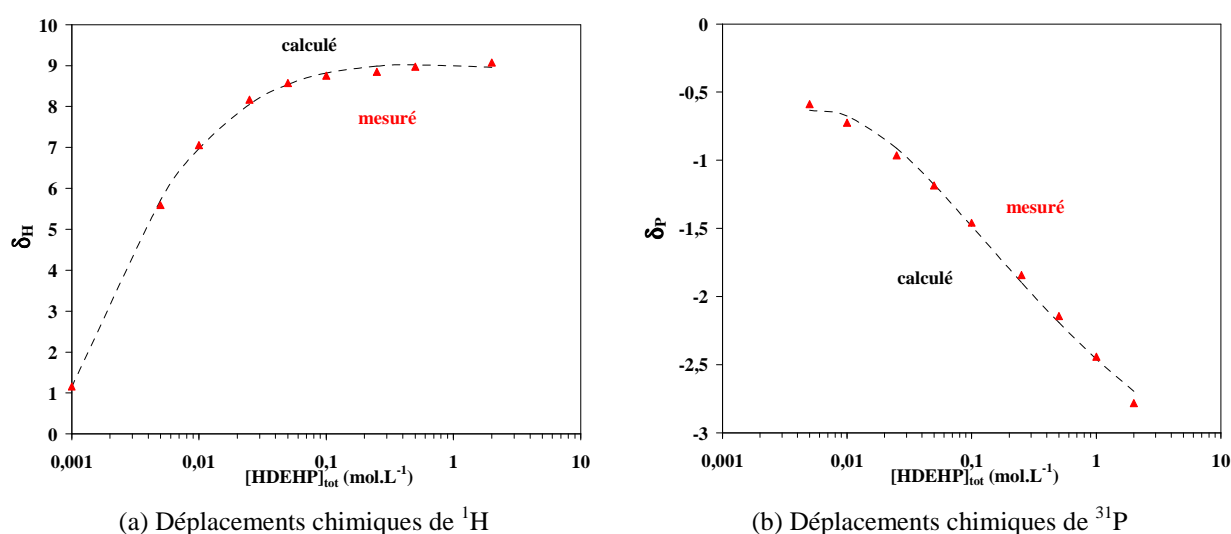 10
9
8
7
6
5
4
3
2
1
0
δH
calculé
mesuré
0,001
0,01
0,1
1
10
[HDEHP]tot (mol.L-1)
(a) Déplacements chimiques de 1H
0
-0,5
-1
-1,5
-2
-2,5
-3
δP
mesuré
calculé
0,001
0,01
0,1
1
10
[HDEHP]tot (mol.L-1)
(b) Déplacements chimiques de 31P